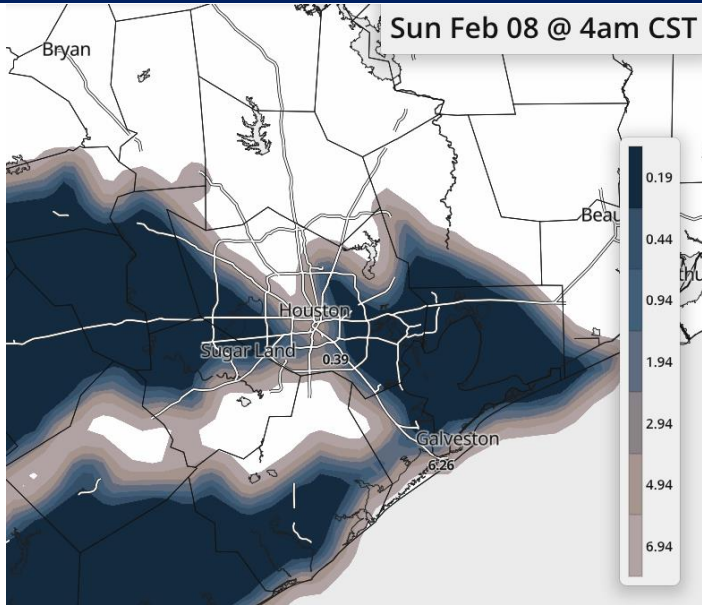 Sun Feb 08 @ 4am CST
Bryan
0.19
Beau
0.44
thu
0.94
Houston
Sugar Land
0.39
1.94
2.94
Galveston
6.26
4.94
6.94